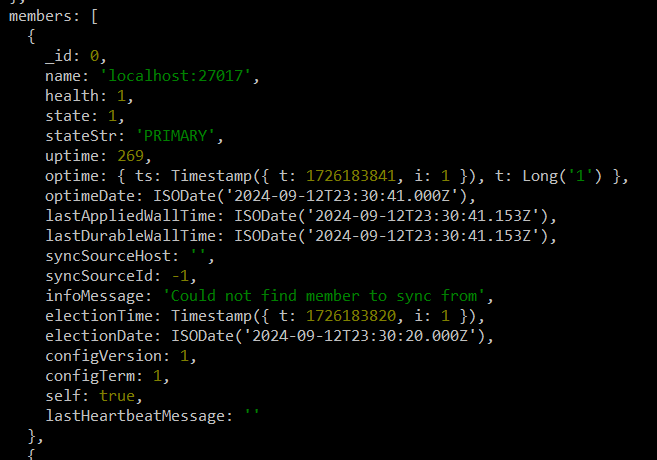 },
members: [
{
_id: 0,
name: 'localhost:27017',
health: 1,
state: 1,
stateStr: 'PRIMARY',
uptime: 269,
optime: { ts: Timestamp({ t: 1726183841, i: 1 }), t: Long('1') },
optimeDate: ISODate('2024-09-12T23:30:41.000Z'),
lastAppliedWallTime: ISODate('2024-09-12T23:30:41.153Z'),
lastDurableWallTime: ISODate('2024-09-12T23:30:41.153Z'),
syncSourceHost: '',
syncSourceId: -1,
infoMessage: 'Could not find member to sync from',
electionTime: Timestamp({ t: 1726183820, i: 1 }),
electionDate: ISODate('2024-09-12T23:30:20.000Z'),
configVersion: 1,
configTerm: 1,
self: true,
lastHeartbeatMessage: ''
},
{